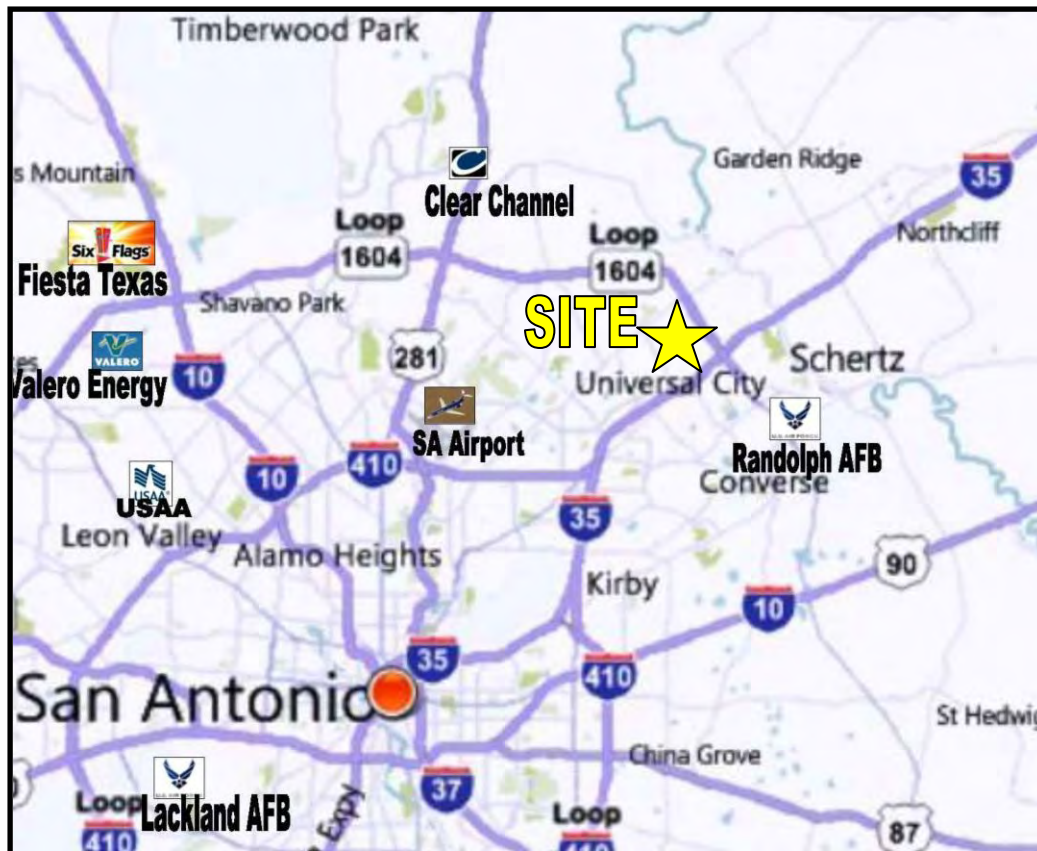 Timberwood Park
s Mountain
Garden Ridge
35
Clear Channel
Loop
1604
Loop
1604
Northcliff
Six Flags
Fiesta Texas
Shavano Park
SITE
281
Schertz
VALERO
Valero Energy
10
Universal City
SA Airport
Randolph AFB
Converse
410
10
USAA
USAA
35
Leon Valley
Alamo Heights
90
Kirby
10
35
410
San Antonio
St Hedwig
China Grove
37
Lackland AFB
Loop
410
Expy
Loop
410
87